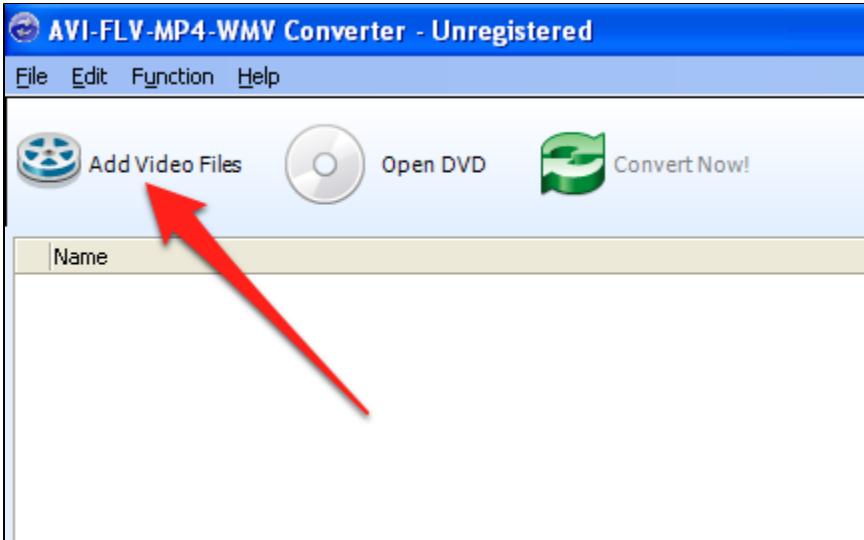 AVI-FLV-MP4-WMV Converter - Unregistered
File Edit Function Help
Add Video Files Open DVD Convert Now!
Name